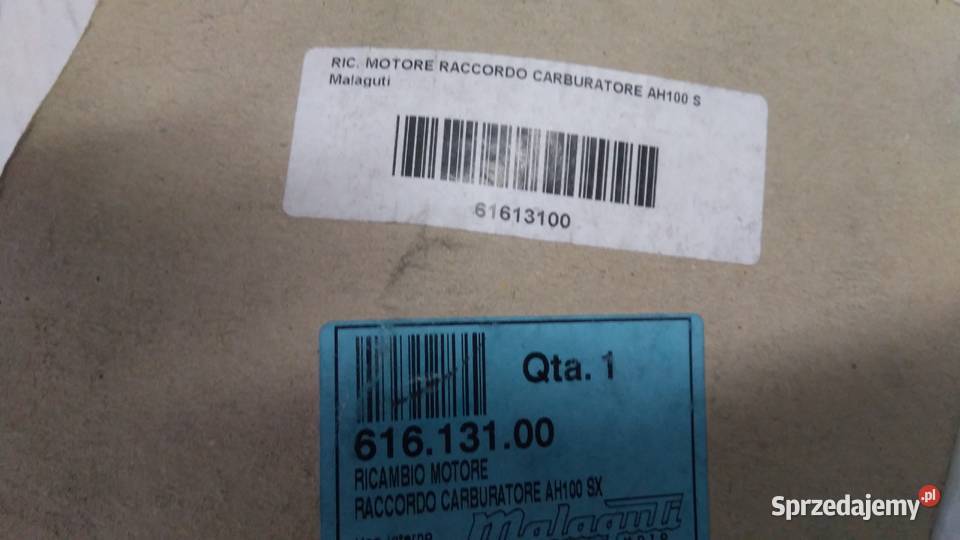 RIC. MOTORE RACCORDO CARBURATORE AH100 S
Malaguti
61613100
Qta. 1
616.131.00
RICAMBIO MOTORE
RACCORDO CARBURATORE AH100 SX
Malaguti
Sprzedajemy.pl